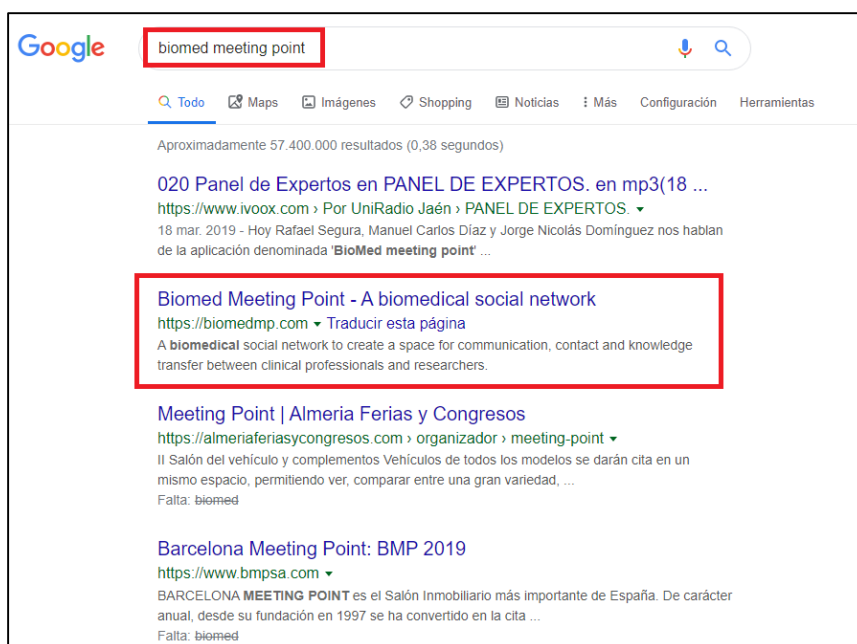 Google
biomed meeting point
Todo Maps Imágenes Shopping Noticias Más Configuración Herramientas
Aproximadamente 57.400.000 resultados (0,38 segundos)
020 Panel de Expertos en PANEL DE EXPERTOS. en mp3(18 ...
https://www.ivoox.com › Por UniRadio Jaén › PANEL DE EXPERTOS.
18 mar. 2019 - Hoy Rafael Segura, Manuel Carlos Díaz y Jorge Nicolás Domínguez nos hablan
de la aplicación denominada 'BioMed meeting point' ...
Biomed Meeting Point - A biomedical social network
https://biomedmp.com Traducir esta página
A biomedical social network to create a space for communication, contact and knowledge
transfer between clinical professionals and researchers.
Meeting Point | Almeria Ferias y Congresos
https://almeriaferiasycongresos.com › organizador › meeting-point
II Salón del vehículo y complementos Vehículos de todos los modelos se darán cita en un
mismo espacio, permitiendo ver, comparar entre una gran variedad, ...
Falta: biomed
Barcelona Meeting Point: BMP 2019
https://www.bmpsa.com
BARCELONA MEETING POINT es el Salón Inmobiliario más importante de España. De carácter
anual, desde su fundación en 1997 se ha convertido en la cita ...
Falta: biomed